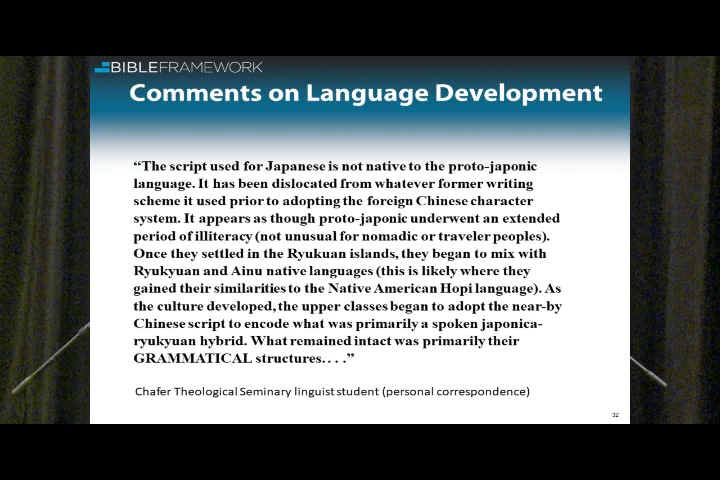 BIBLEFRAMEWORK
Comments on Language Development
“The script used for Japanese is not native to the proto-japonic
language. It has been dislocated from whatever former writing
scheme it used prior to adopting the foreign Chinese character
system. It appears as though proto-japonic underwent an extended
period of illiteracy (not unusual for nomadic or traveler peoples).
Once they settled in the Ryukuan islands, they began to mix with
Ryukyuan and Ainu native languages (this is likely where they
gained their similarities to the Native American Hopi language). As
the culture developed, the upper classes began to adopt the near-by
Chinese script to encode what was primarily a spoken japonica-
ryukyuan hybrid. What remained intact was primarily their
GRAMMATICAL structures. . . .”
Chafer Theological Seminary linguist student (personal correspondence)
32